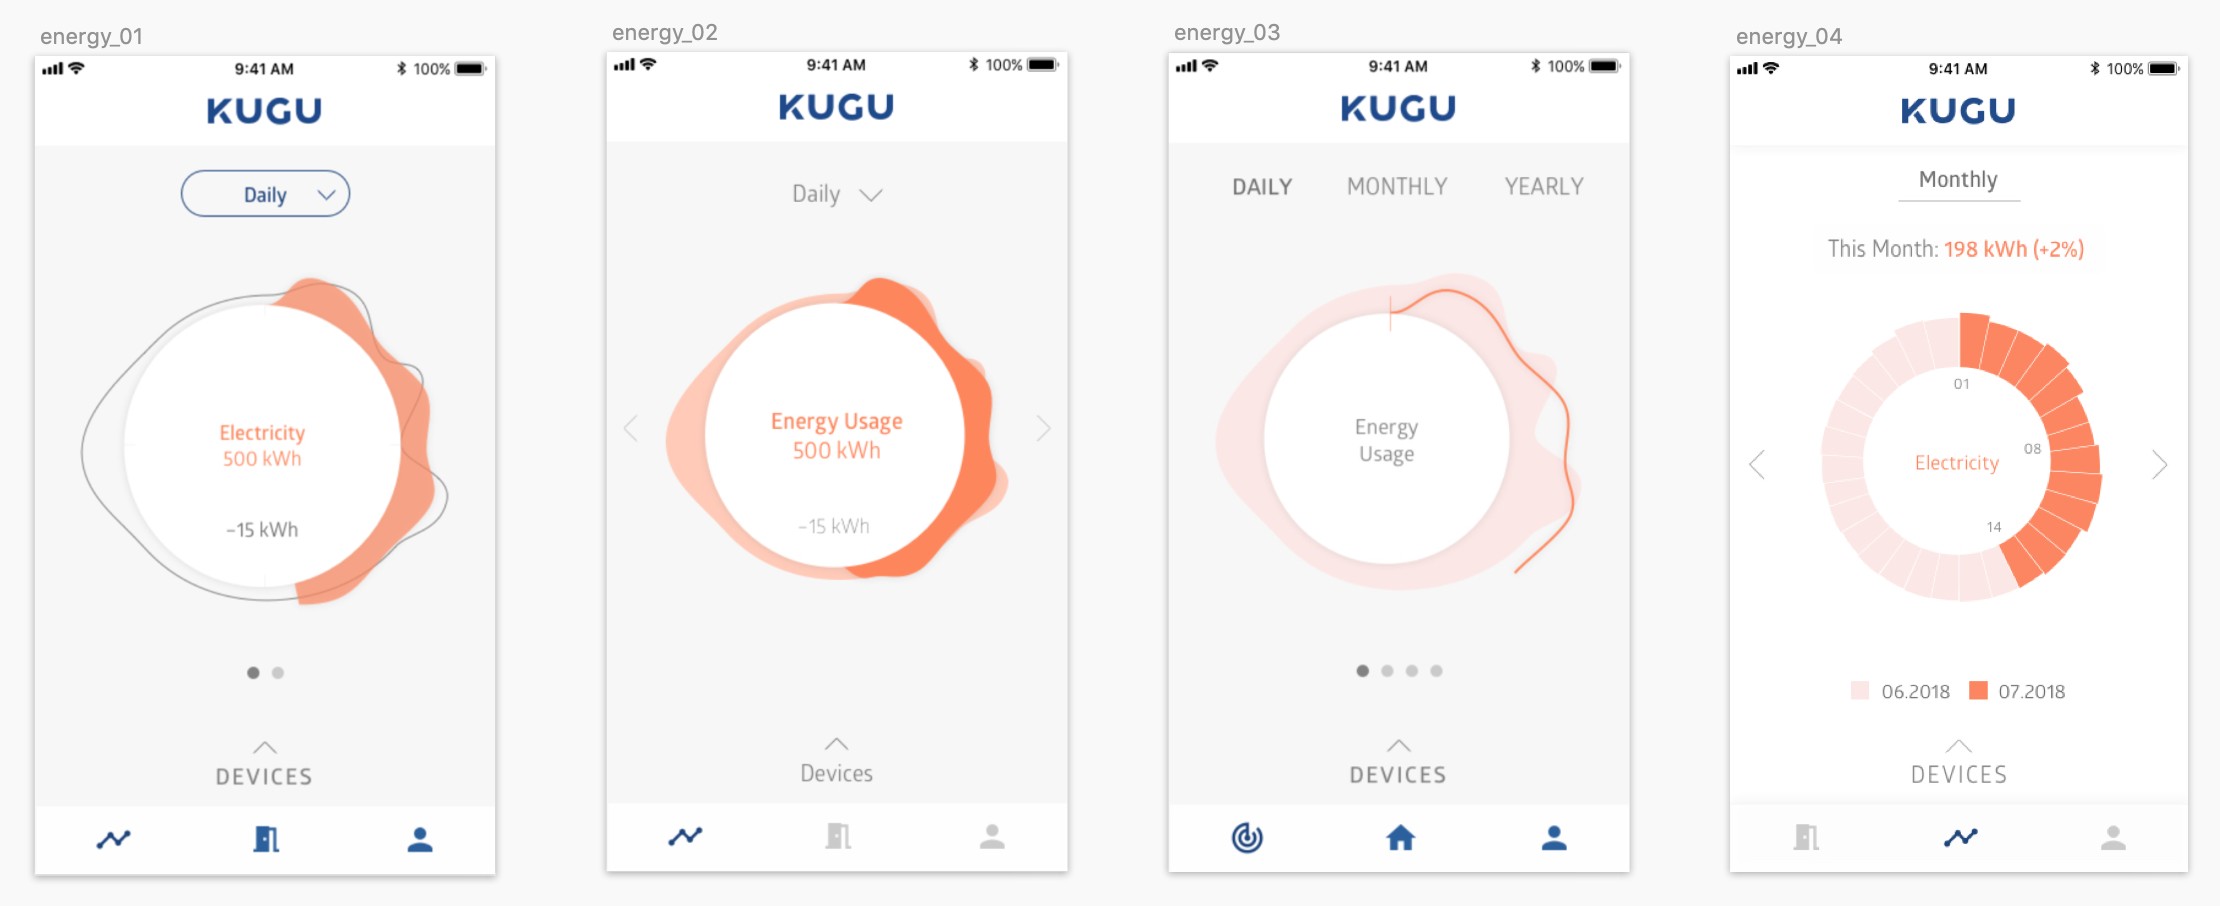 energy_01
9:41 AM
100%
KUGU
Daily
Electricity
500 kWh
-15 kWh
DEVICES
energy_02
9:41 AM
100%
KUGU
Daily
Energy Usage
500 kWh
-15 kWh
Devices
energy_03
9:41 AM
100%
KUGU
DAILY MONTHLY YEARLY
Energy
Usage
DEVICES
energy_04
9:41 AM
100%
KUGU
Monthly
This Month: 198 kWh (+2%)
01
08
Electricity
14
06.2018 07.2018
DEVICES